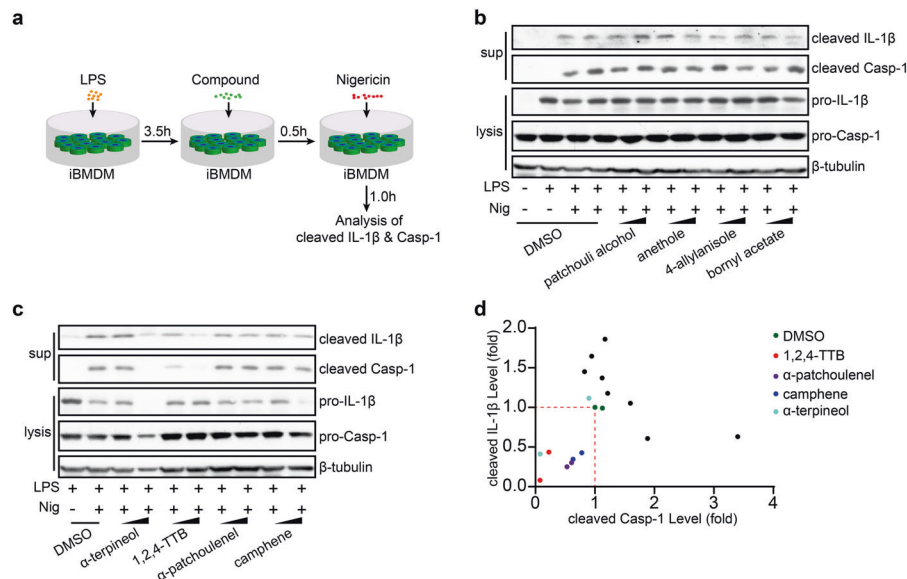 a
LPS
Compound
Nigericin
3.5h
0.5h
iBMDM
iBMDM
iBMDM
1.0h
Analysis of
cleaved IL-1β & Casp-1
b
sup
cleaved IL-1β
cleaved Casp-1
lysis
pro-IL-1β
pro-Casp-1
β-tubulin
LPS - + + + + + + + + + + +
Nig - - + + + + + + + + + +
DMSO
patchouli alcohol
anethole
4-allylanisole
bornyl acetate
c
sup
cleaved IL-1β
cleaved Casp-1
lysis
pro-IL-1β
pro-Casp-1
β-tubulin
LPS + + + + + + + + + +
Nig - + + + + + + + + +
DMSO
α-terpineol
1,2,4-TTB
α-patchoulenel
camphene
d
cleaved IL-1β Level (fold)
2.0
1.5
1.0
0.5
0.0
0 1 2 3 4
cleaved Casp-1 Level (fold)
DMSO
1,2,4-TTB
α-patchoulenel
camphene
α-terpineol